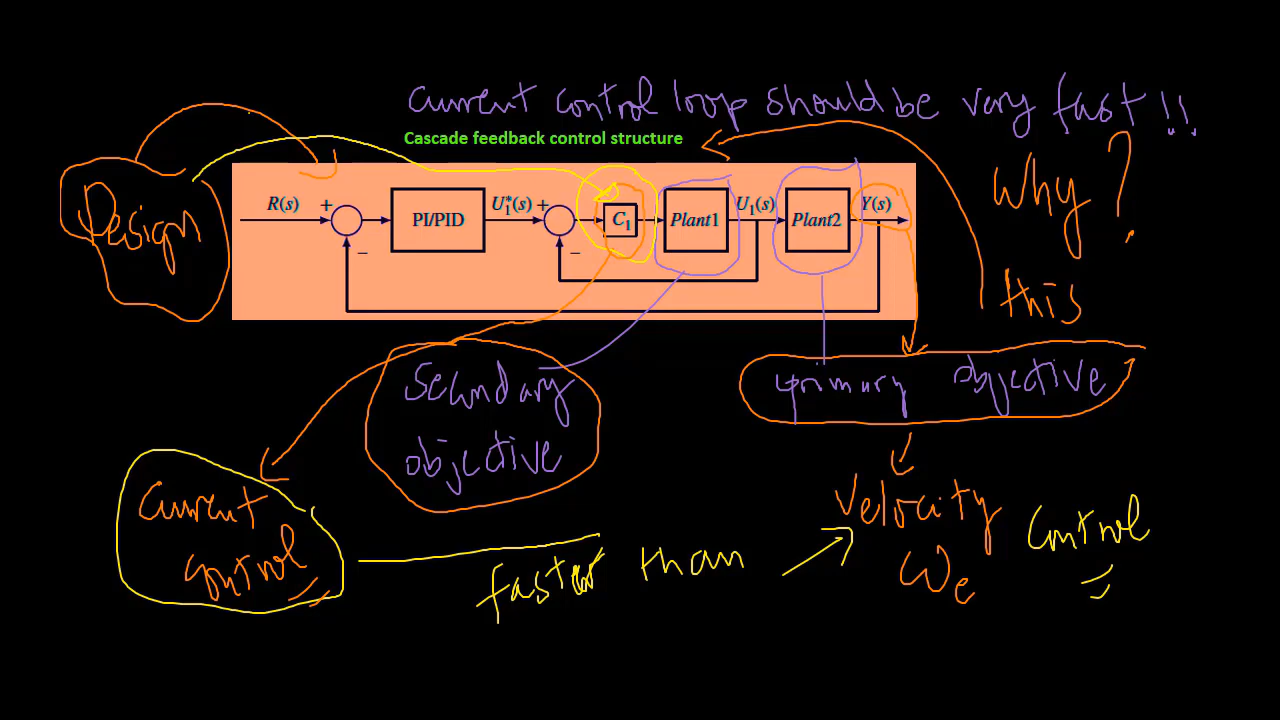 Current control loop should be very fast !!
Cascade feedback control structure
Why ?
this
Design
R(s) + − PI/PID U₁*(s) + − C₁ Plant1 U₁(s) Plant2 Y(s)
Secondary
objective
primary objective
Current
control
faster than
Velocity
ωe
Control